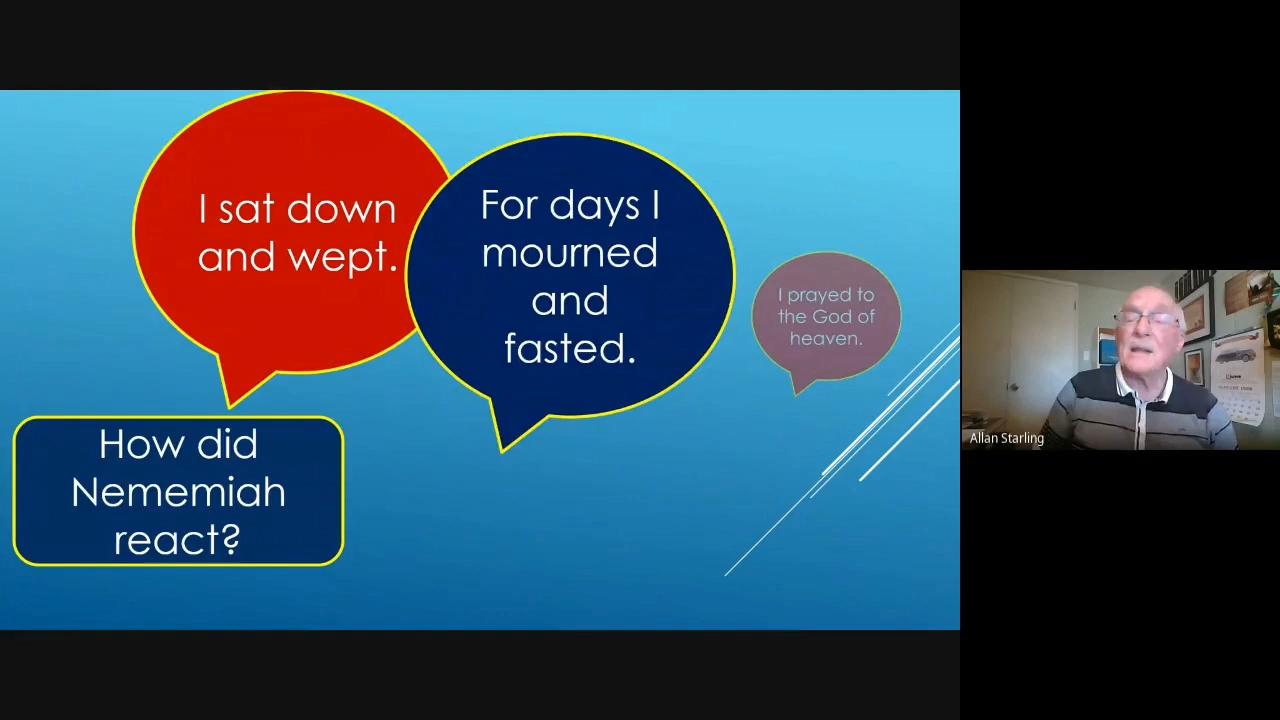 I sat down
and wept.
For days I
mourned
and
fasted.
I prayed to
the God of
heaven.
How did
Nememiah
react?
Allan Starling